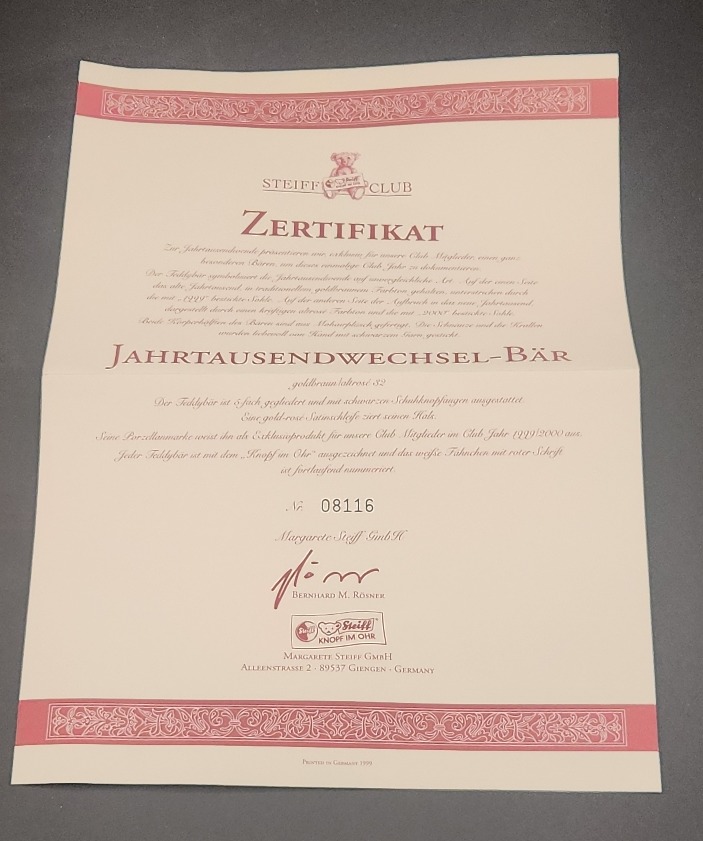 STEIFF CLUB
ZERTIFIKAT
Zur Jahrtausendwende präsentieren wir, exklusiv für unsere Club Mitglieder, einen ganz
besonderen Bären, um dieses einmalige Club Jahr zu dokumentieren.
Der Teddybär symbolisiert die Jahrtausendwende auf unvergleichliche Art. Auf der einen Seite
das alte Jahrtausend, in traditionellem goldbraunem Farbton gehalten, unterstrichen durch
die mit „1999" bestickte Sohle. Auf der anderen Seite der Aufbruch in das neue Jahrtausend
dargestellt durch einen kräftigen altrosé Farbton und die mit „2000" bestickte Sohle.
Beide Körperhälften des Bären sind aus Mohairplüsch gefertigt. Die Schnauze und die Krallen
wurden liebevoll von Hand mit schwarzem Garn gestickt.
JAHRTAUSENDWECHSEL-BÄR
goldbraun/altrosé 32
Der Teddybär ist 5-fach gegliedert und mit schwarzen Schuhknopfaugen ausgestattet.
Eine gold-rosé Satinschleife ziert seinen Hals.
Seine Porzellanmarke weist ihn als Exklusivprodukt für unsere Club Mitglieder im Club Jahr 1999/2000 aus.
Jeder Teddybär ist mit dem „Knopf im Ohr" ausgezeichnet und das weiße Fähnchen mit roter Schrift
ist fortlaufend nummeriert.
Nr. 08116
Margarete Steiff GmbH
BERNHARD M. RÖSNER
Steiff Steiff
KNOPF IM OHR
MARGARETE STEIFF GMBH
ALLEENSTRASSE 2 · 89537 GIENGEN · GERMANY
PRINTED IN GERMANY 1999